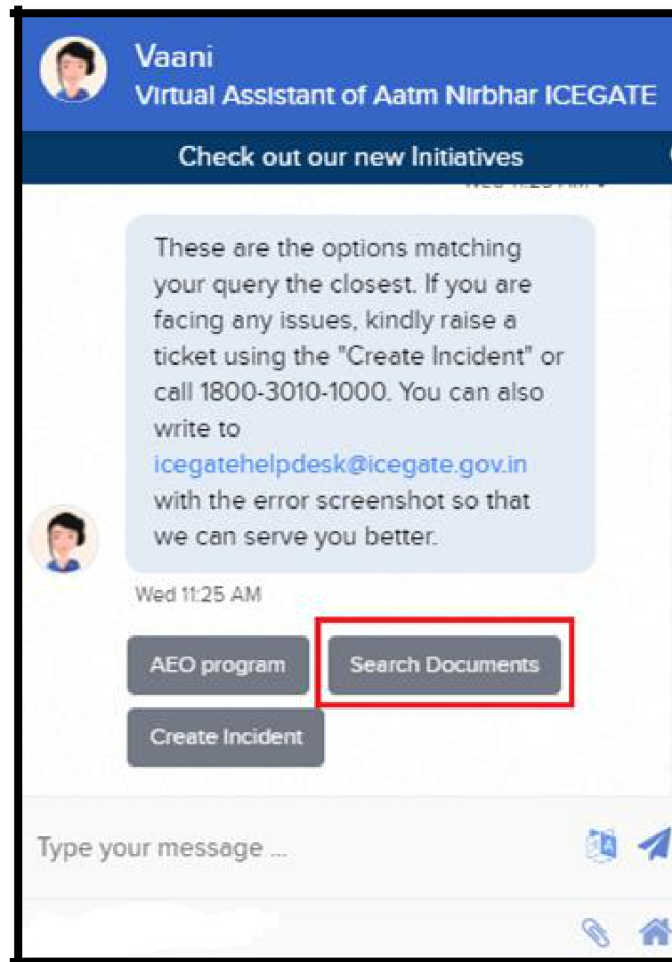 Vaani
Virtual Assistant of Aatm Nirbhar ICEGATE
Check out our new Initiatives
These are the options matching
your query the closest. If you are
facing any issues, kindly raise a
ticket using the "Create Incident" or
call 1800-3010-1000. You can also
write to
icegatehelpdesk@icegate.gov.in
with the error screenshot so that
we can serve you better.
Wed 11:25 AM
AEO program Search Documents
Create Incident
Type your message ...